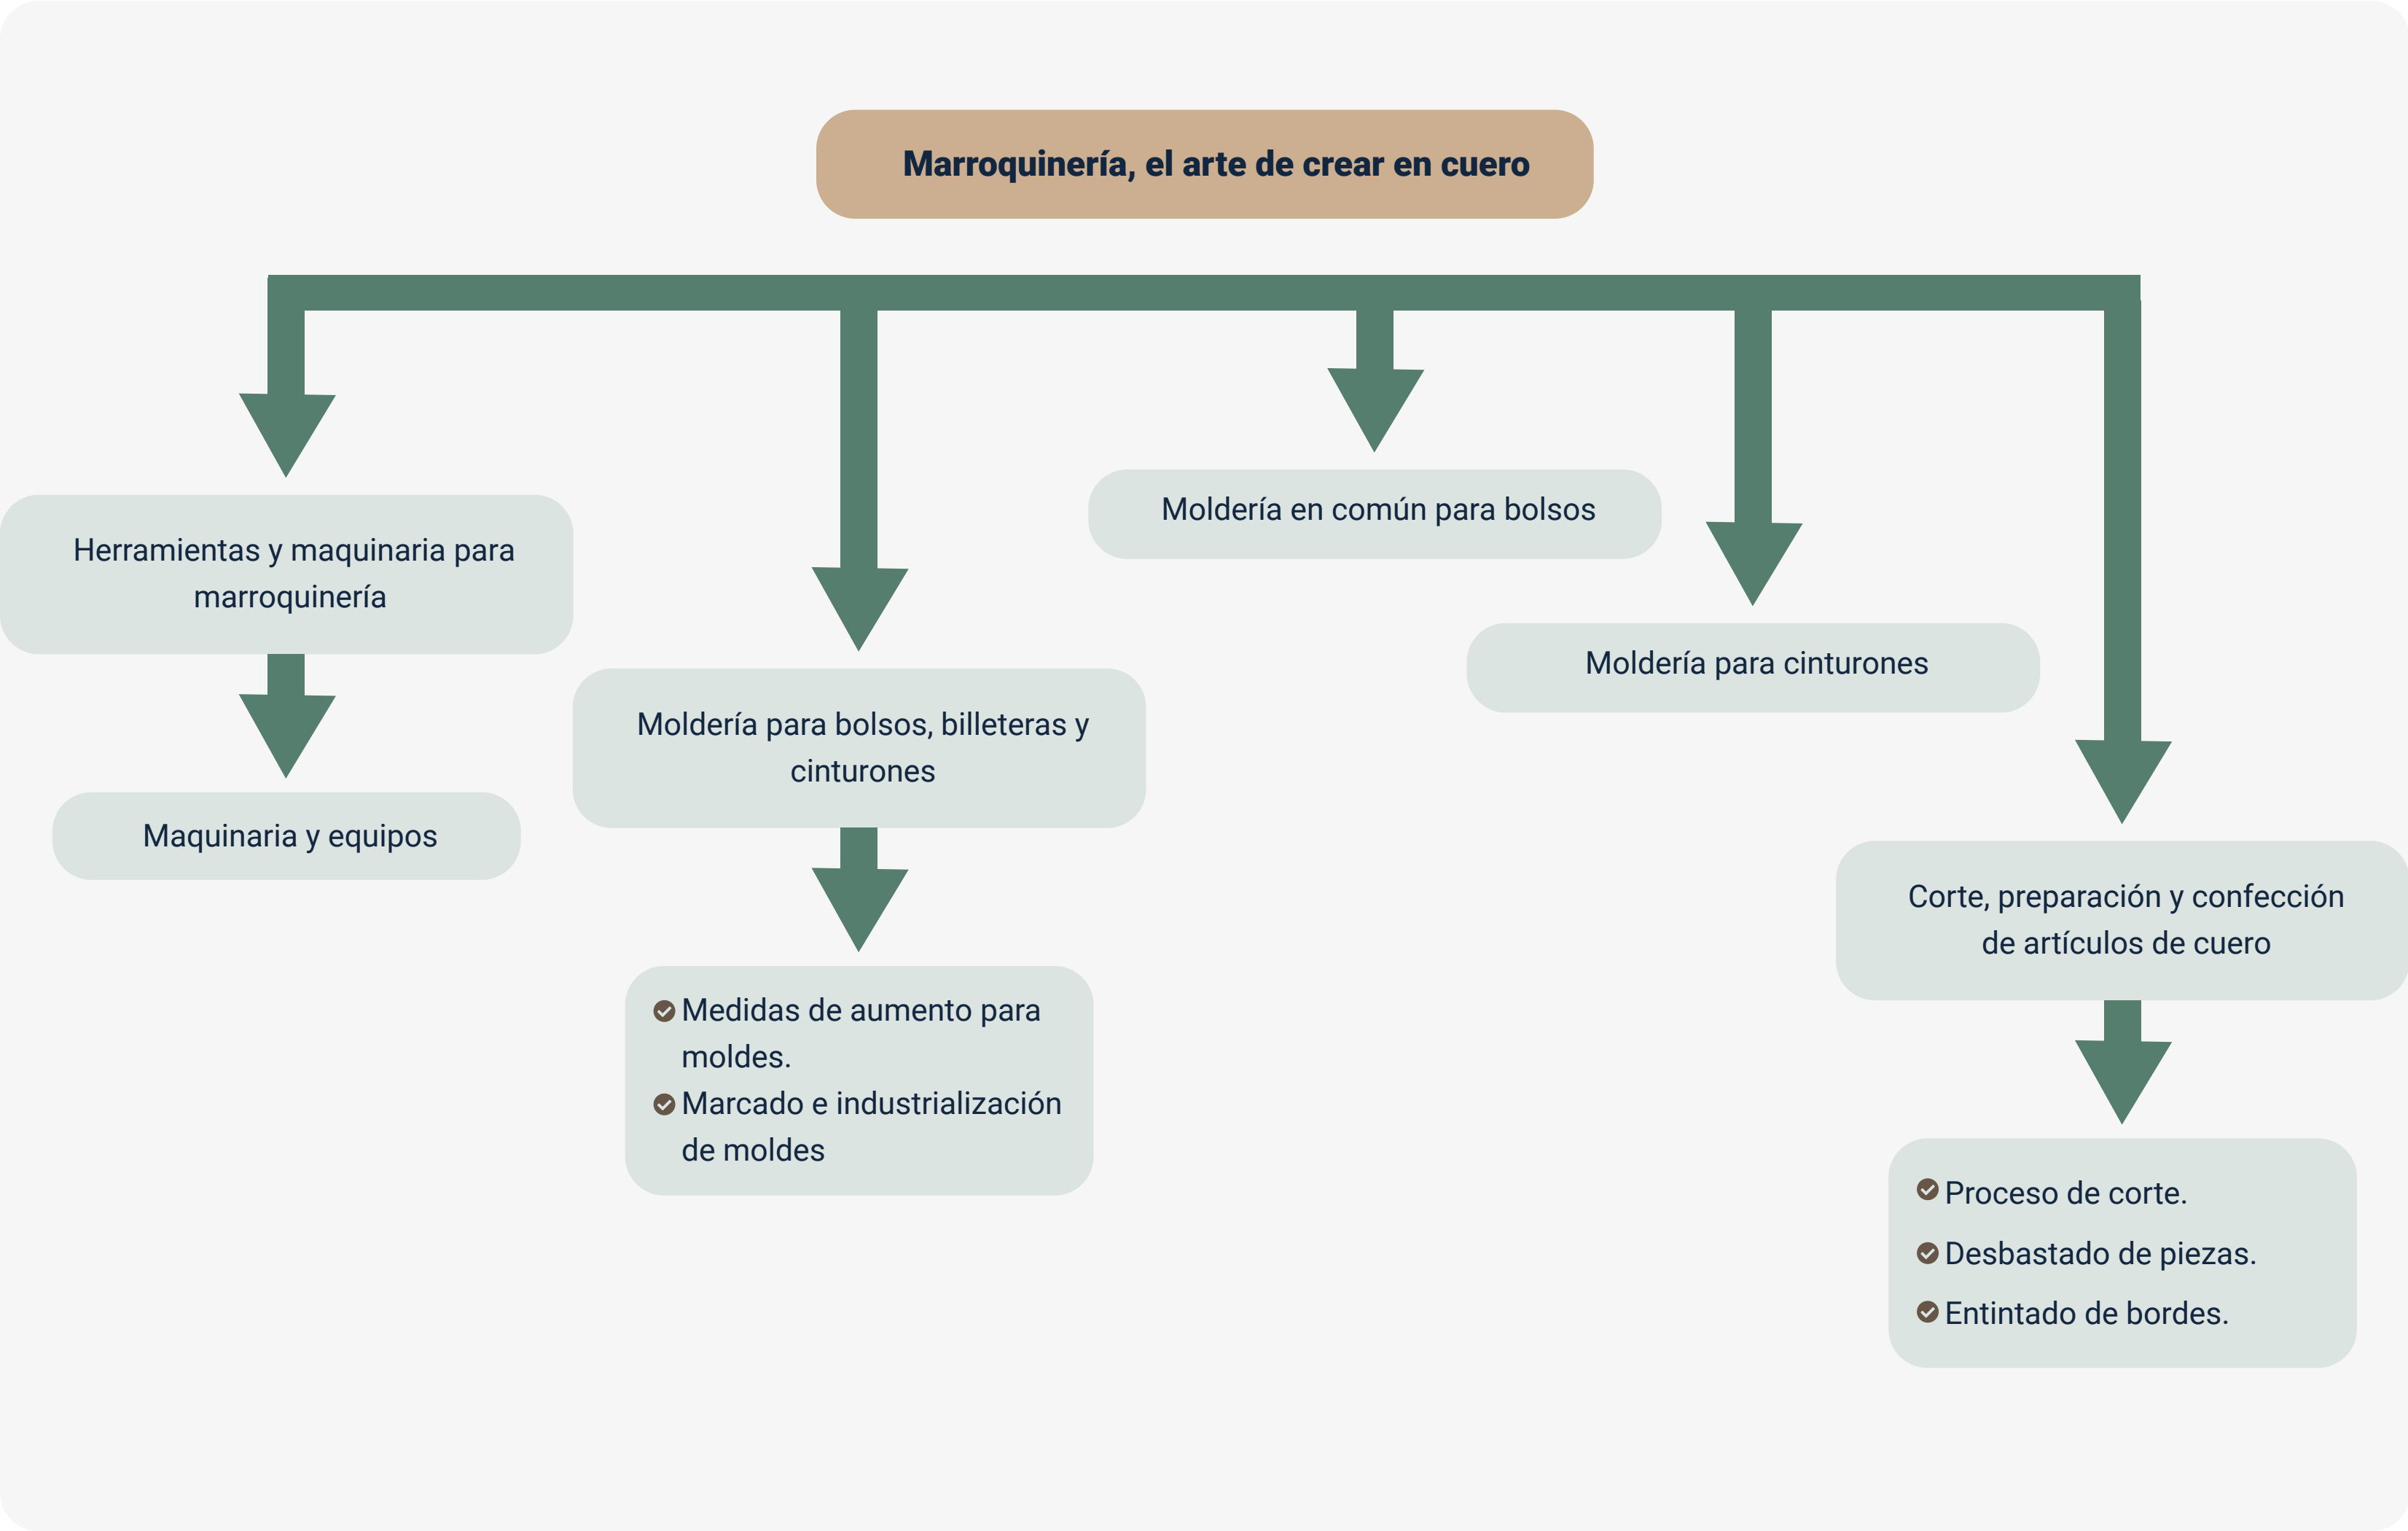 Marroquinería, el arte de crear en cuero
Herramientas y maquinaria para
marroquinería
Maquinaria y equipos
Moldería para bolsos, billeteras y
cinturones
Medidas de aumento para
moldes.
Marcado e industrialización
de moldes
Moldería en común para bolsos
Moldería para cinturones
Corte, preparación y confección
de artículos de cuero
Proceso de corte.
Desbastado de piezas.
Entintado de bordes.